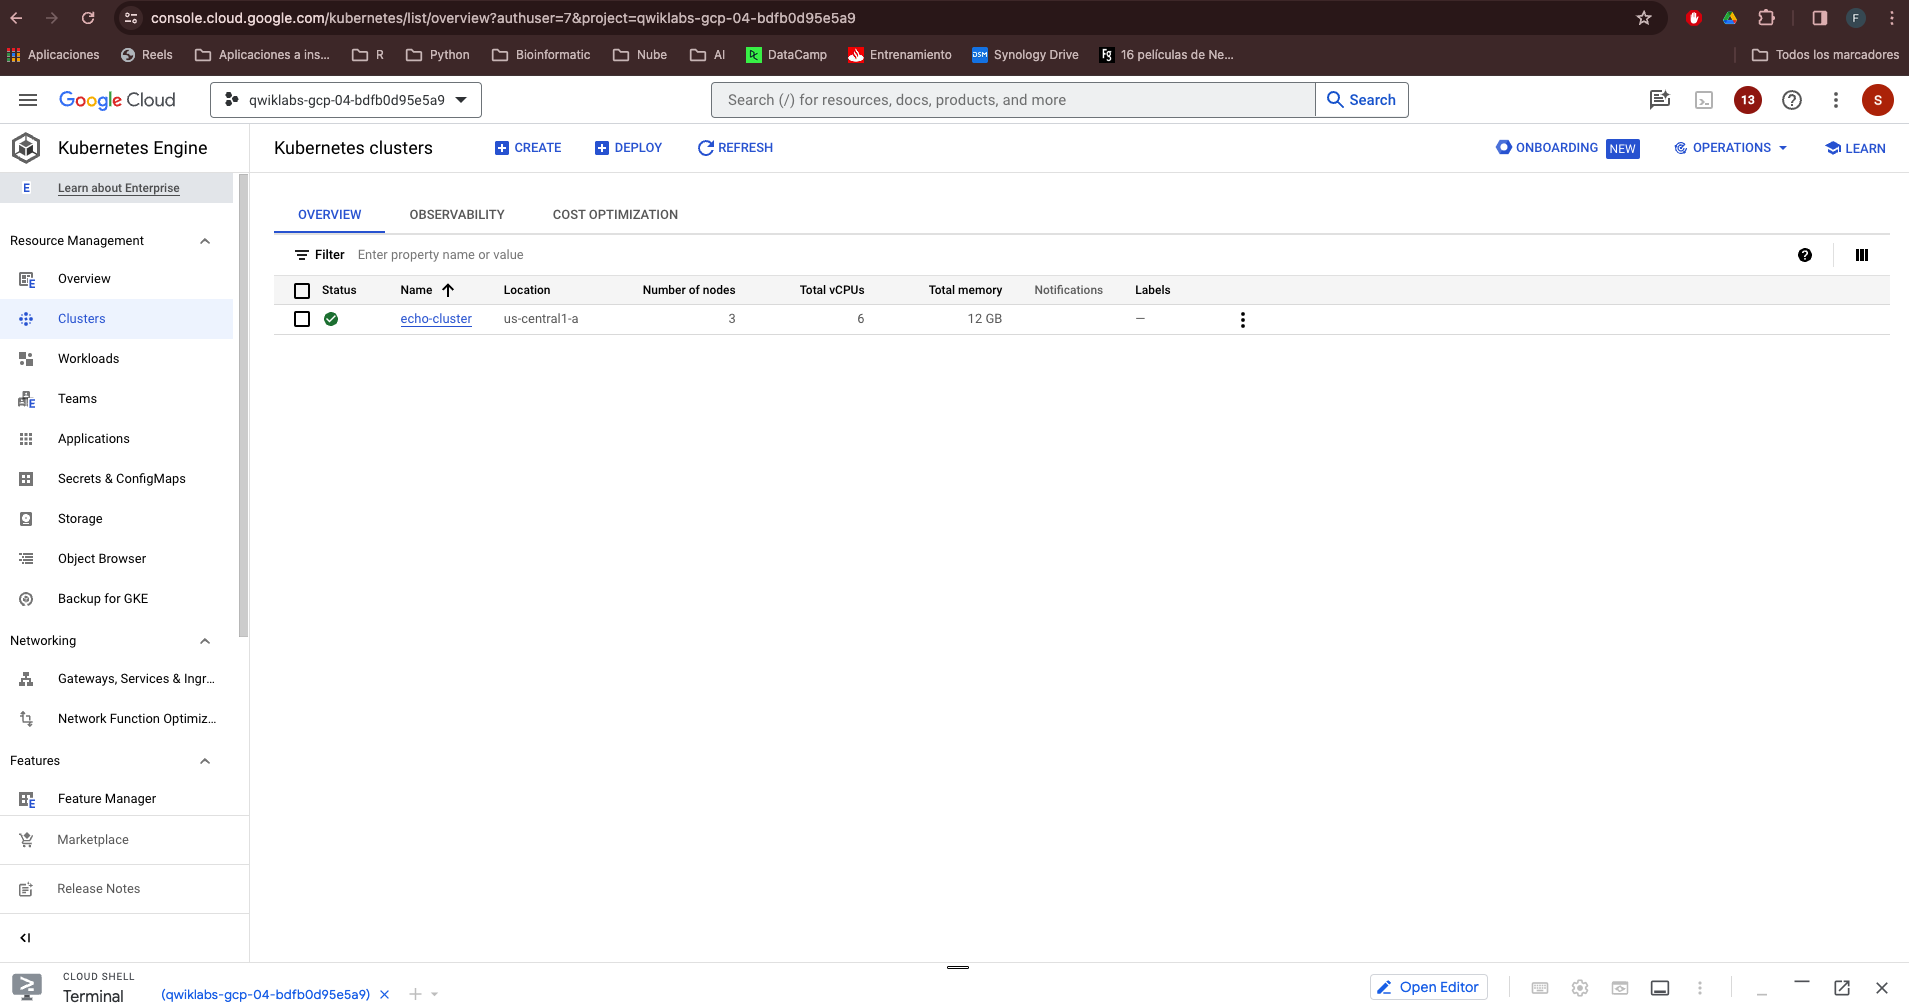 console.cloud.google.com/kubernetes/list/overview?authuser=7&project=qwiklabs-gcp-04-bdfb0d95e5a9
F
Aplicaciones Reels Aplicaciones a ins... R Python Bioinformatic Nube AI DataCamp Entrenamiento DSM Synology Drive Fg 16 películas de Ne... Todos los marcadores
Google Cloud qwiklabs-gcp-04-bdfb0d95e5a9 Search (/) for resources, docs, products, and more Search 13 S
Kubernetes Engine Kubernetes clusters CREATE DEPLOY REFRESH ONBOARDING NEW OPERATIONS LEARN
E Learn about Enterprise
OVERVIEW OBSERVABILITY COST OPTIMIZATION
Resource Management
Filter Enter property name or value
Overview
Status Name Location Number of nodes Total vCPUs Total memory Notifications Labels
Clusters
echo-cluster us-central1-a 3 6 12 GB —
Workloads
Teams
Applications
Secrets & ConfigMaps
Storage
Object Browser
Backup for GKE
Networking
Gateways, Services & Ingr...
Network Function Optimiz...
Features
Feature Manager
Marketplace
Release Notes
CLOUD SHELL
Terminal (qwiklabs-gcp-04-bdfb0d95e5a9) Open Editor